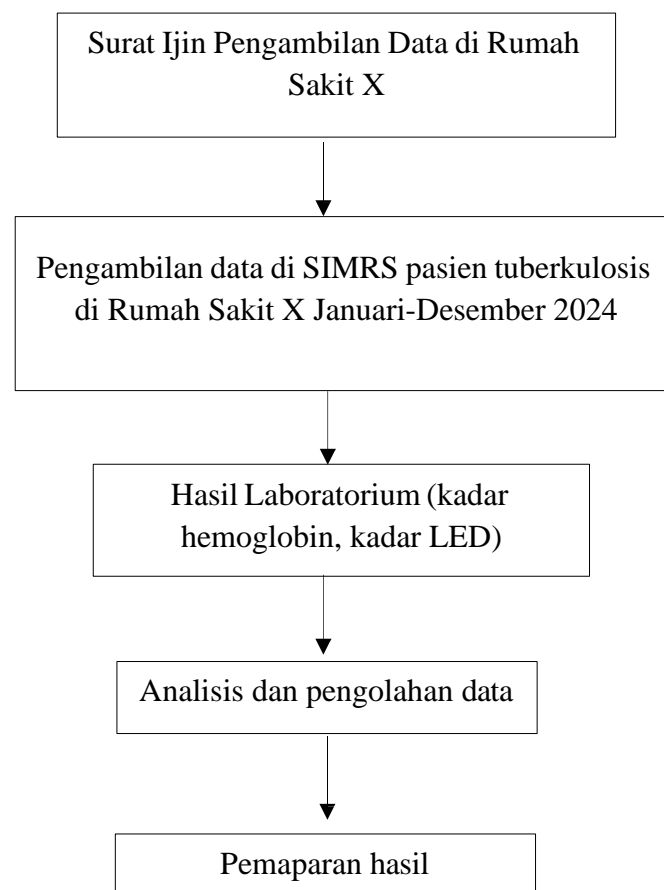 Surat Ijin Pengambilan Data di Rumah
Sakit X
Pengambilan data di SIMRS pasien tuberkulosis
di Rumah Sakit X Januari-Desember 2024
Hasil Laboratorium (kadar
hemoglobin, kadar LED)
Analisis dan pengolahan data
Pemaparan hasil